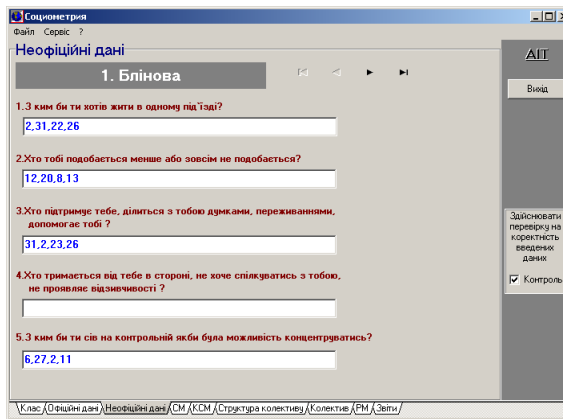 Социометрия
Файл Сервіс ?
Неофіційні дані
АІТ
1. Блінова
Вихід
1.З ким би ти хотів жити в одному під'їзді?
2,31,22,26
2.Хто тобі подобається менше або зовсім не подобається?
12,20,8,13
3.Хто підтримує тебе, ділиться з тобою думками, переживаннями,
допомогає тобі ?
31,2,23,26
Здійснювати
перевірку на
коректність
введених
даних
Контроль
4.Хто тримається від тебе в стороні, не хоче спілкуватись з тобою,
не проявляє відзивчивості ?
5.З ким би ти сів на контрольній якби була можливість концентруватись?
6,27,2,11
Клас Офіційні дані Неофіційні дані СМ КСМ Структура колективу Колектив РМ Звіти